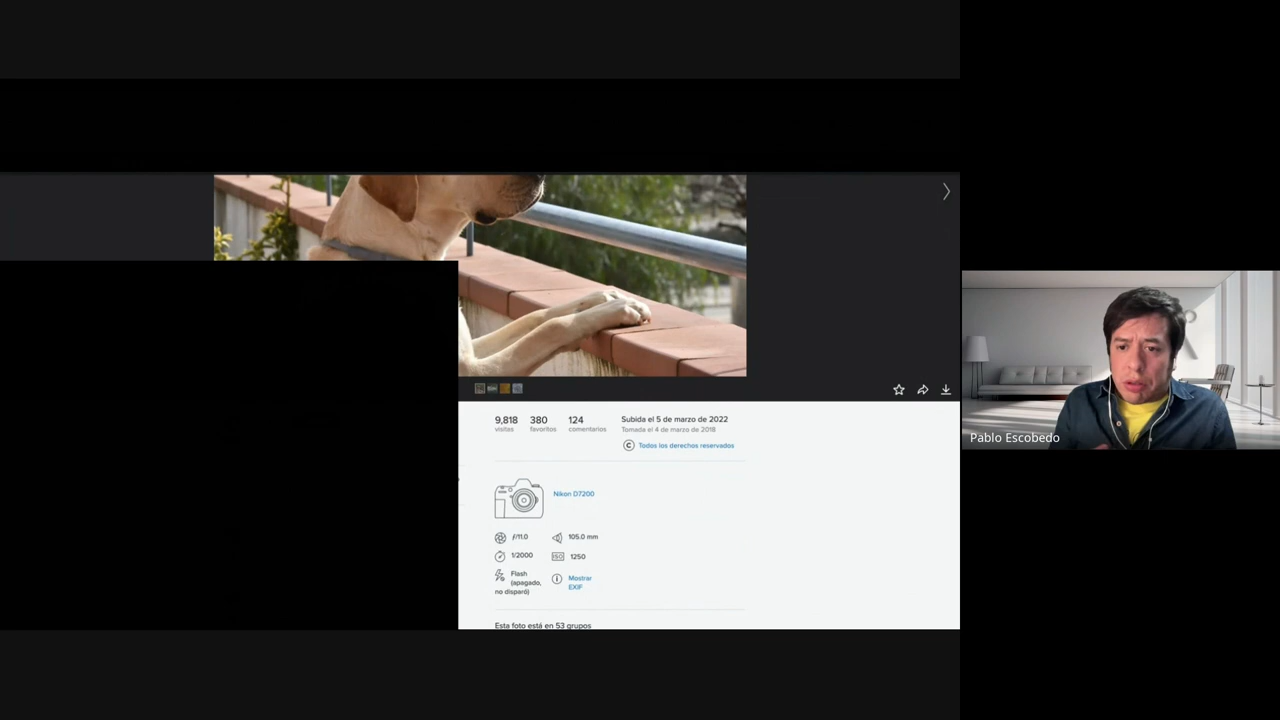 9,818
visitas
380
favoritos
124
comentarios
Subida el 5 de marzo de 2022
Tomada el 4 de marzo de 2018
Todos los derechos reservados
Nikon D7200
ƒ/11.0
105.0 mm
1/2000
ISO
1250
Flash
(apagado,
no disparó)
Mostrar
EXIF
Esta foto está en 53 grupos
Pablo Escobedo